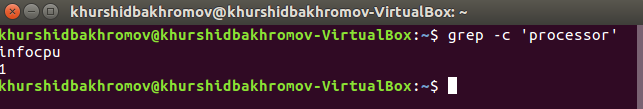 khurshidbakhromov@khurshidbakhromov-VirtualBox: ~
khurshidbakhromov@khurshidbakhromov-VirtualBox:~$ grep -c 'processor'
infocpu
1
khurshidbakhromov@khurshidbakhromov-VirtualBox:~$